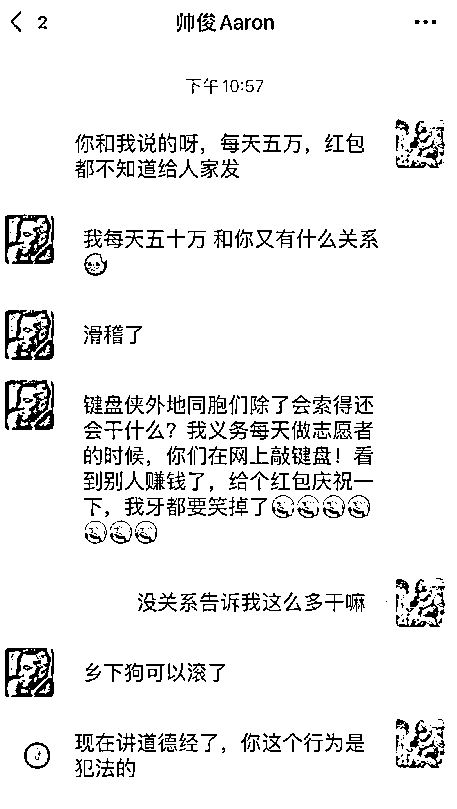 2
帅俊Aaron
下午10:57
你和我说的呀，每天五万，红包
都不知道给人家发
我每天五十万 和你又有什么关系
滑稽了
键盘侠外地同胞们除了会索得还
会干什么？我义务每天做志愿者
的时候，你们在网上敲键盘！看
到别人赚钱了，给个红包庆祝一
下，我牙都要笑掉了
没关系告诉我这么多干嘛
乡下狗可以滚了
现在讲道德经了，你这个行为是
犯法的